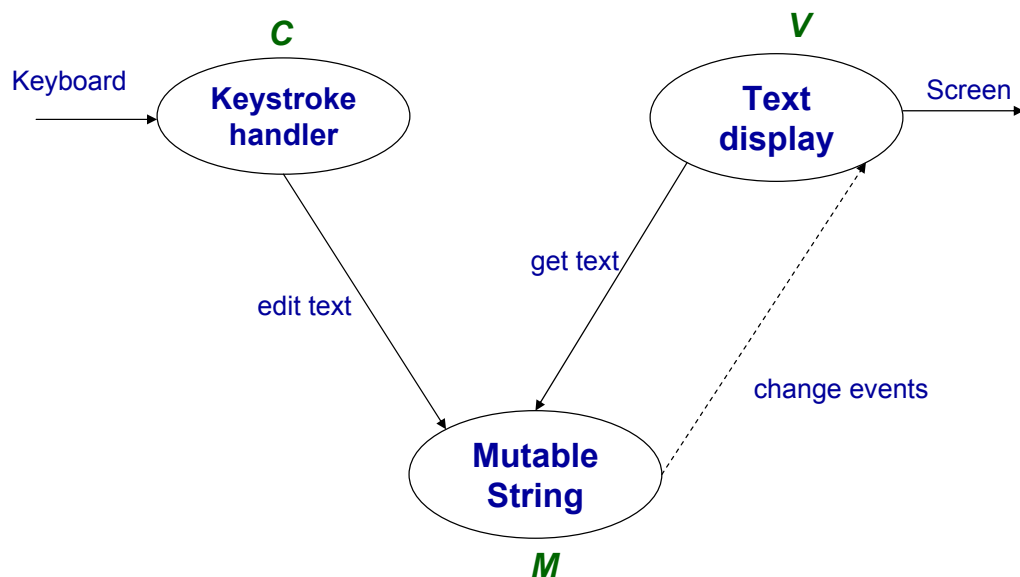 C
V
Keyboard
Keystroke
handler
Text
display
Screen
get text
edit text
change events
Mutable
String
M